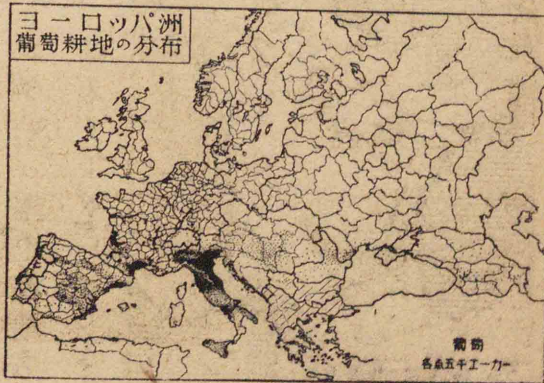 ヨーロッパ洲
葡萄耕地の分布
葡萄
各点五千エーカー